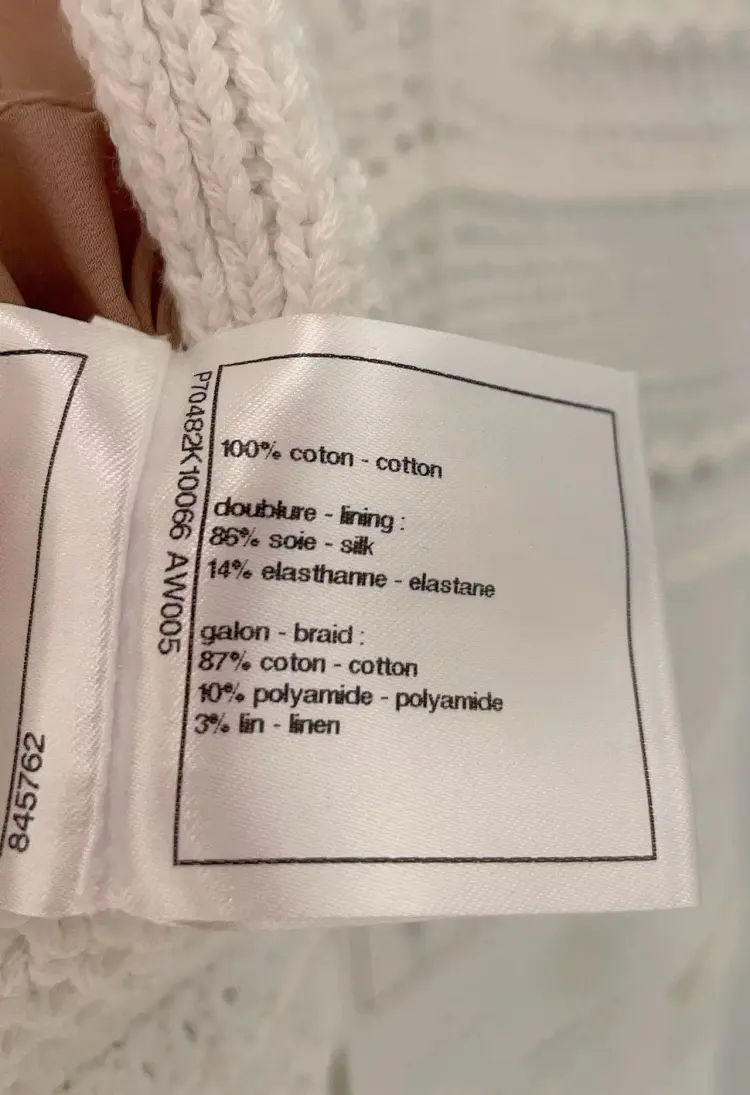 845762
P70482K10066 AW005
100% coton - cotton
doublure - lining :
86% soie - silk
14% elasthanne - elastane
galon - braid :
87% coton - cotton
10% polyamide - polyamide
3% lin - linen